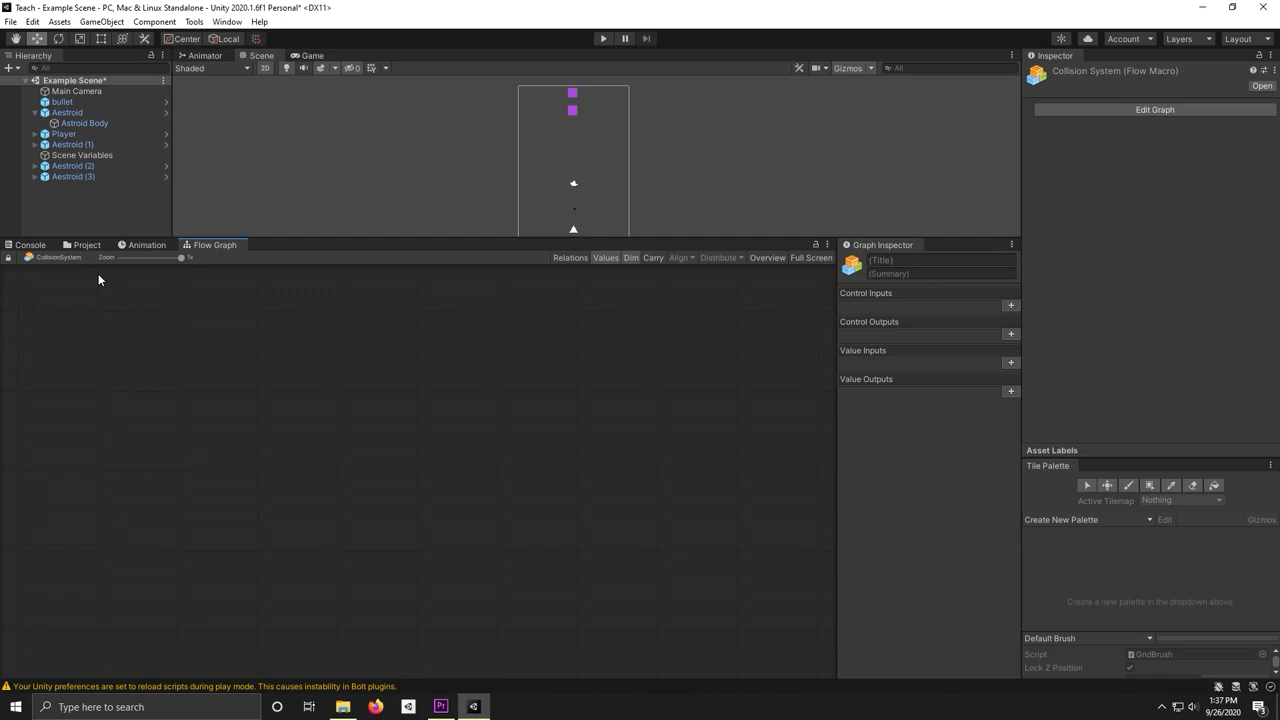 Teach - Example Scene - PC, Mac & Linux Standalone - Unity 2020.1.6f1 Personal* <DX11>
File Edit Assets GameObject Component Tools Window Help
Center Local Account Layers Layout
Hierarchy Animator Scene Game Inspector
All Shaded 2D 0 Gizmos All Collision System (Flow Macro)
Open
Example Scene*
Main Camera
bullet
Aestroid
Astroid Body
Player
Aestroid (1)
Scene Variables
Aestroid (2)
Aestroid (3)
Edit Graph
Console Project Animation Flow Graph Graph Inspector
CollisionSystem Zoom 1x Relations Values Dim Carry Align Distribute Overview Full Screen
(Title)
(Summary)
Control Inputs
Control Outputs
Value Inputs
Value Outputs
Asset Labels
Tile Palette
Active Tilemap Nothing
Create New Palette Edit Gizmos
Create a new palette in the dropdown above.
Default Brush
Script GridBrush
Lock Z Position
Your Unity preferences are set to reload scripts during play mode. This causes instability in Bolt plugins.
Type here to search
Pr
1:37 PM
9/26/2020
3